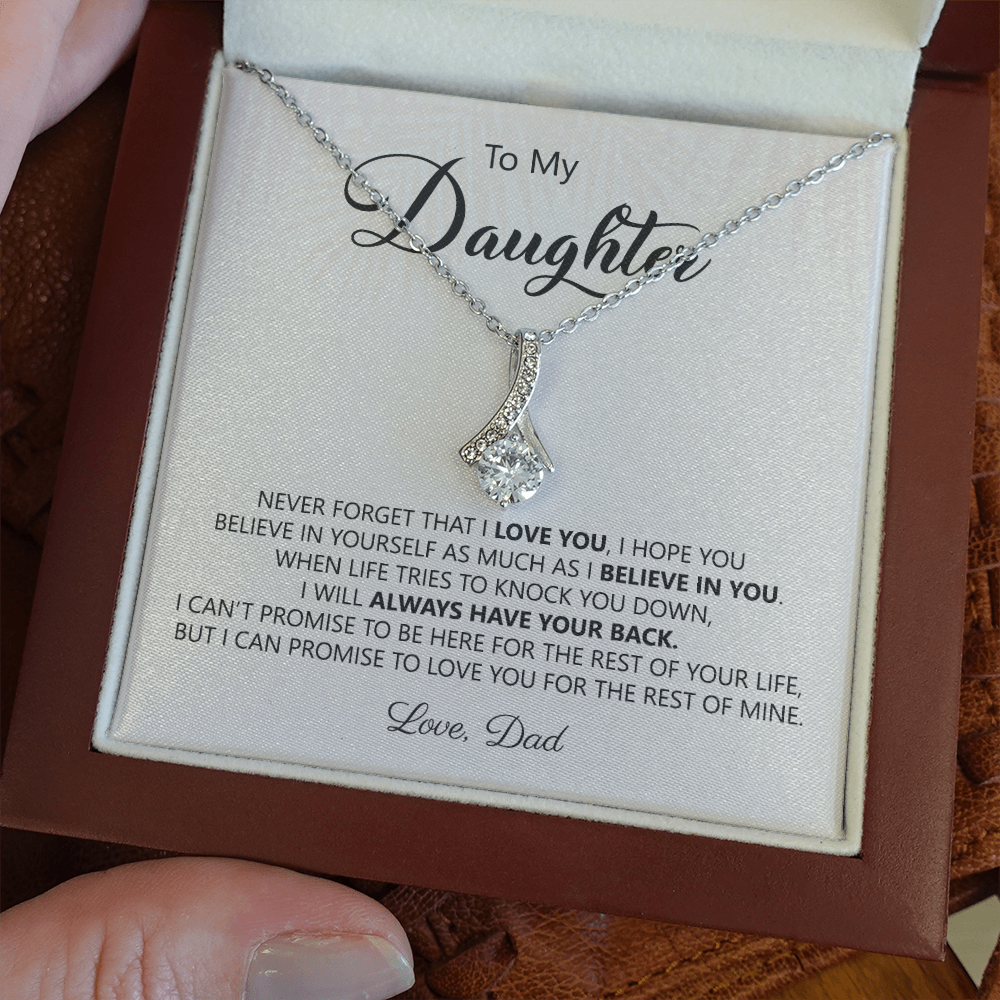 To My
Daughter
NEVER FORGET THAT I LOVE YOU, I HOPE YOU
BELIEVE IN YOURSELF AS MUCH AS I BELIEVE IN YOU.
WHEN LIFE TRIES TO KNOCK YOU DOWN,
I WILL ALWAYS HAVE YOUR BACK.
I CAN'T PROMISE TO BE HERE FOR THE REST OF YOUR LIFE,
BUT I CAN PROMISE TO LOVE YOU FOR THE REST OF MINE.
Love, Dad